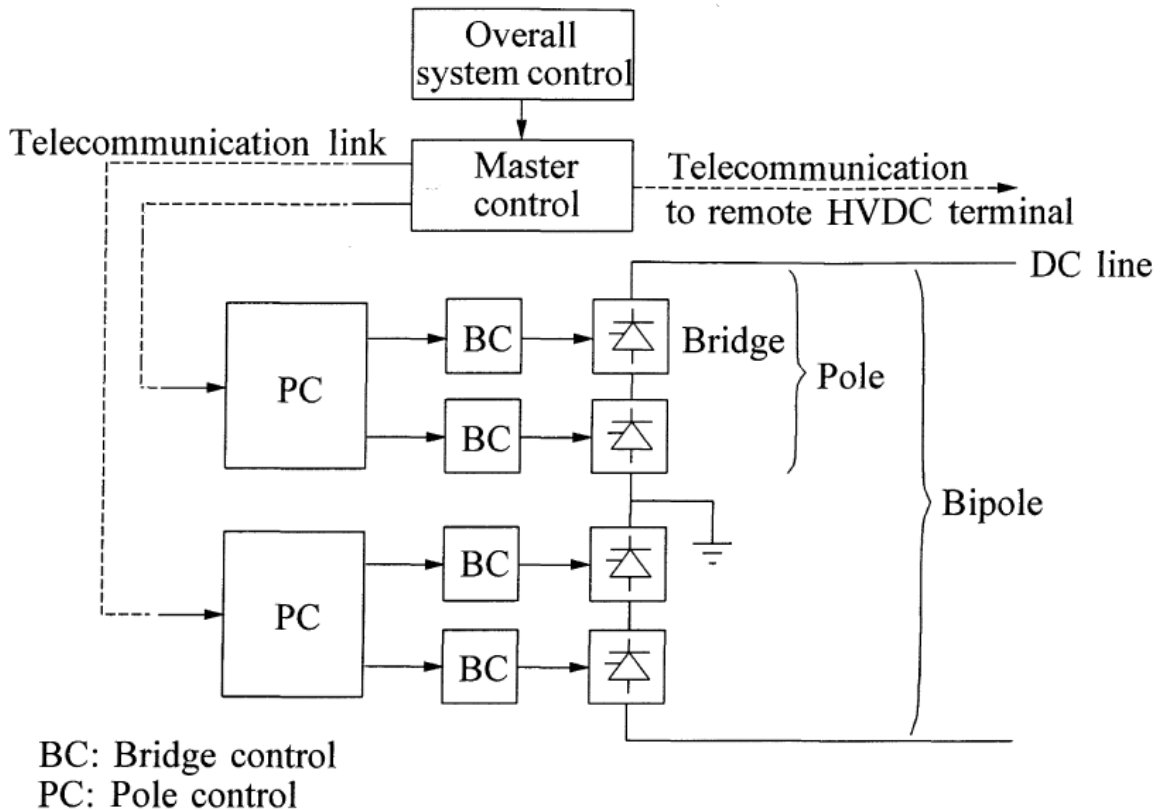 Overall
system control
Telecommunication link
Master
control
Telecommunication
to remote HVDC terminal
DC line
PC
BC
Bridge
BC
Pole
PC
BC
BC
Bipole
BC: Bridge control
PC: Pole control